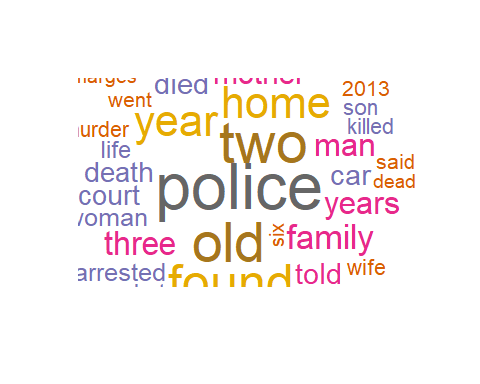 charges died mother
went home 2013
year son
murder two killed
life man
death said
police car dead
court years
woman
three old six family
arrested found told wife